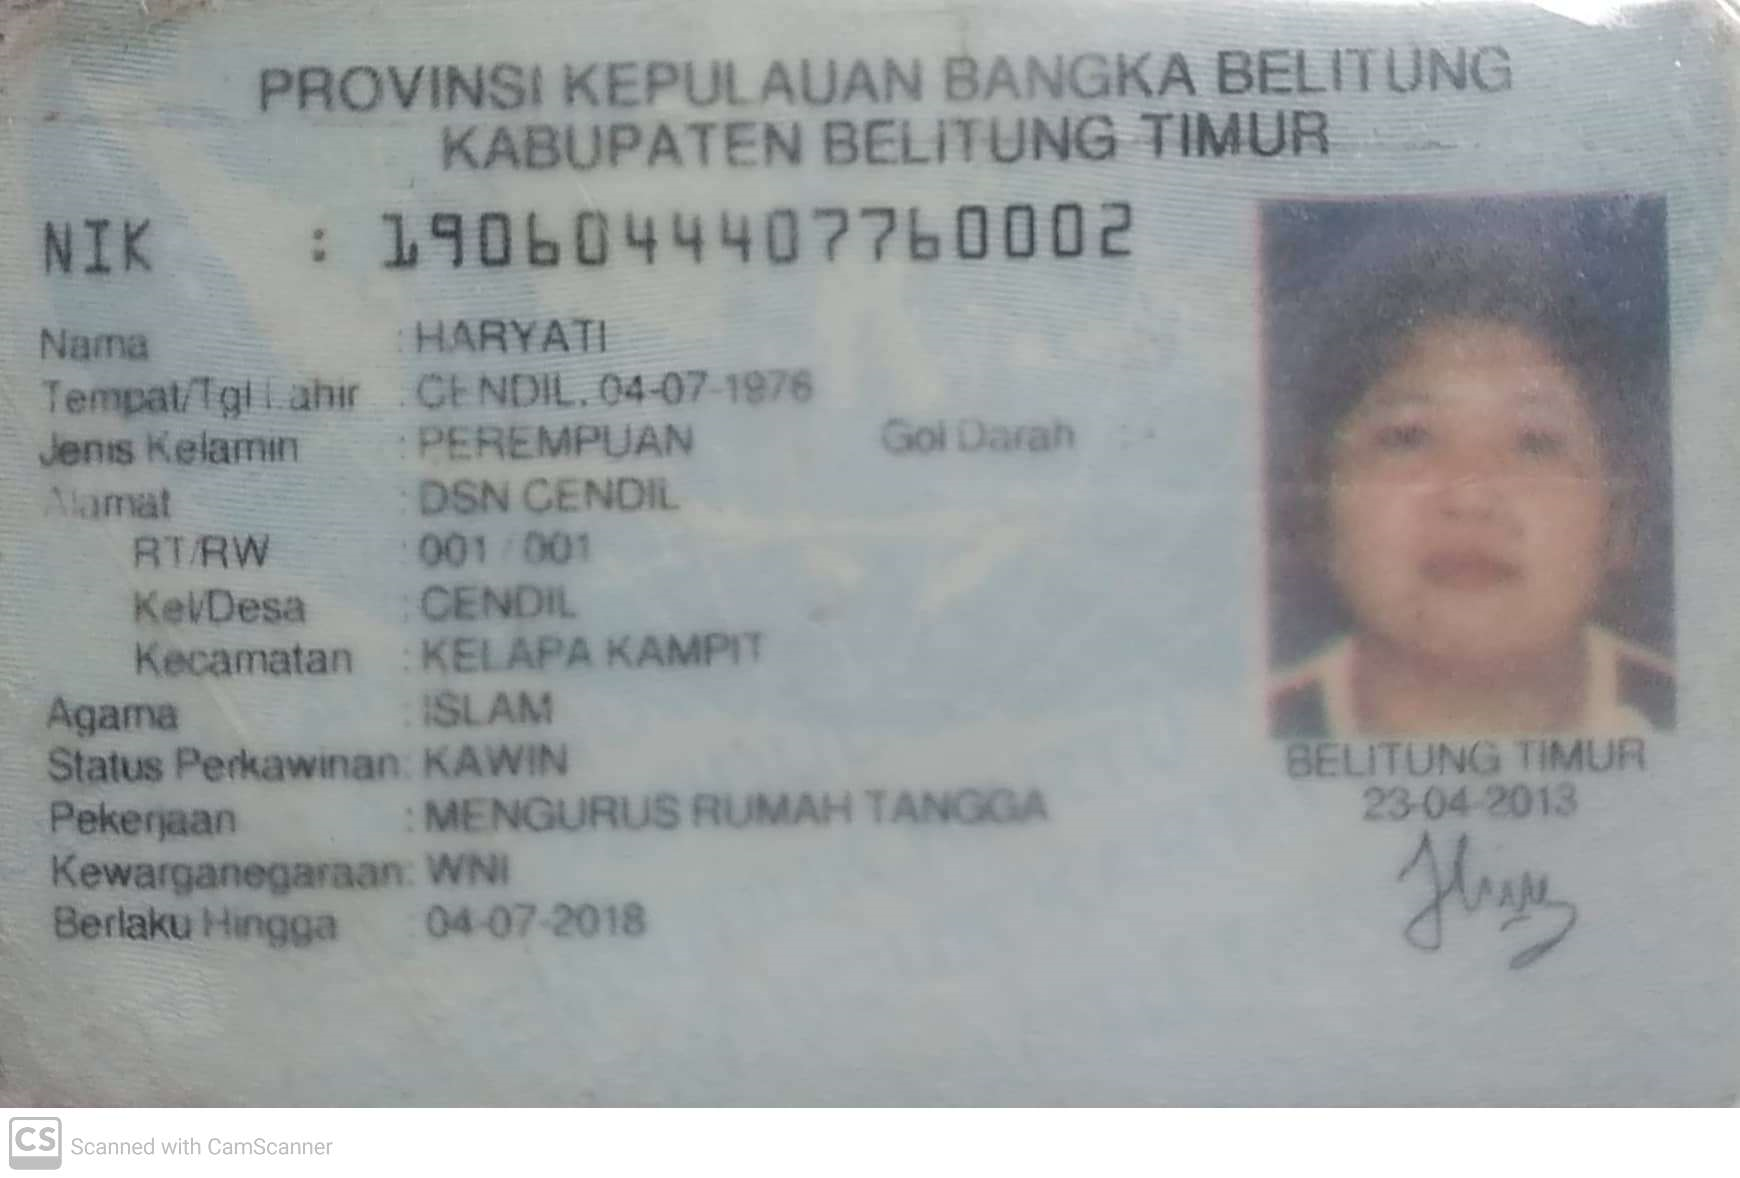 PROVINSI KEPULAUAN BANGKA BELITUNG
KABUPATEN BELITUNG TIMUR
NIK : 1906044407760002
Nama : HARYATI
Tempat/Tgl Lahir : CENDIL, 04-07-1976
Jenis Kelamin : PEREMPUAN Gol Darah : -
Alamat : DSN CENDIL
RT/RW : 001 / 001
Kel/Desa : CENDIL
Kecamatan : KELAPA KAMPIT
Agama : ISLAM
Status Perkawinan: KAWIN
Pekerjaan : MENGURUS RUMAH TANGGA
Kewarganegaraan: WNI
Berlaku Hingga : 04-07-2018
BELITUNG TIMUR
23-04-2013
CS Scanned with CamScanner